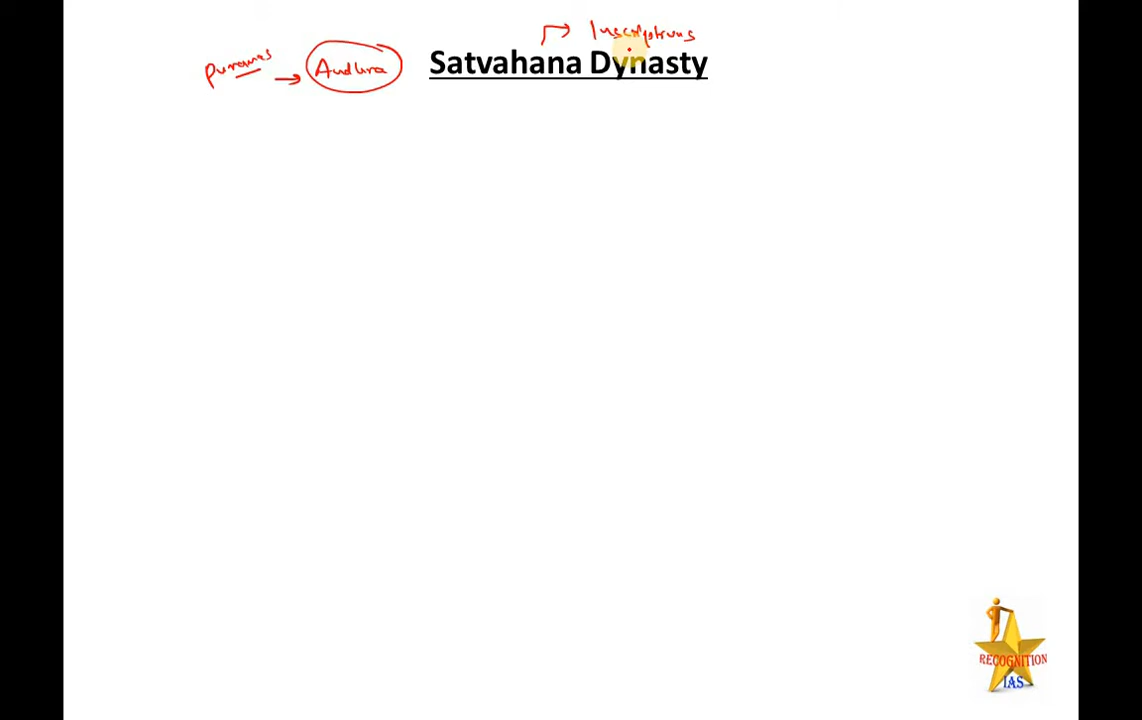 Inscriptions
Puranas → Andhra Satvahana Dynasty
RECOGNITION
IAS